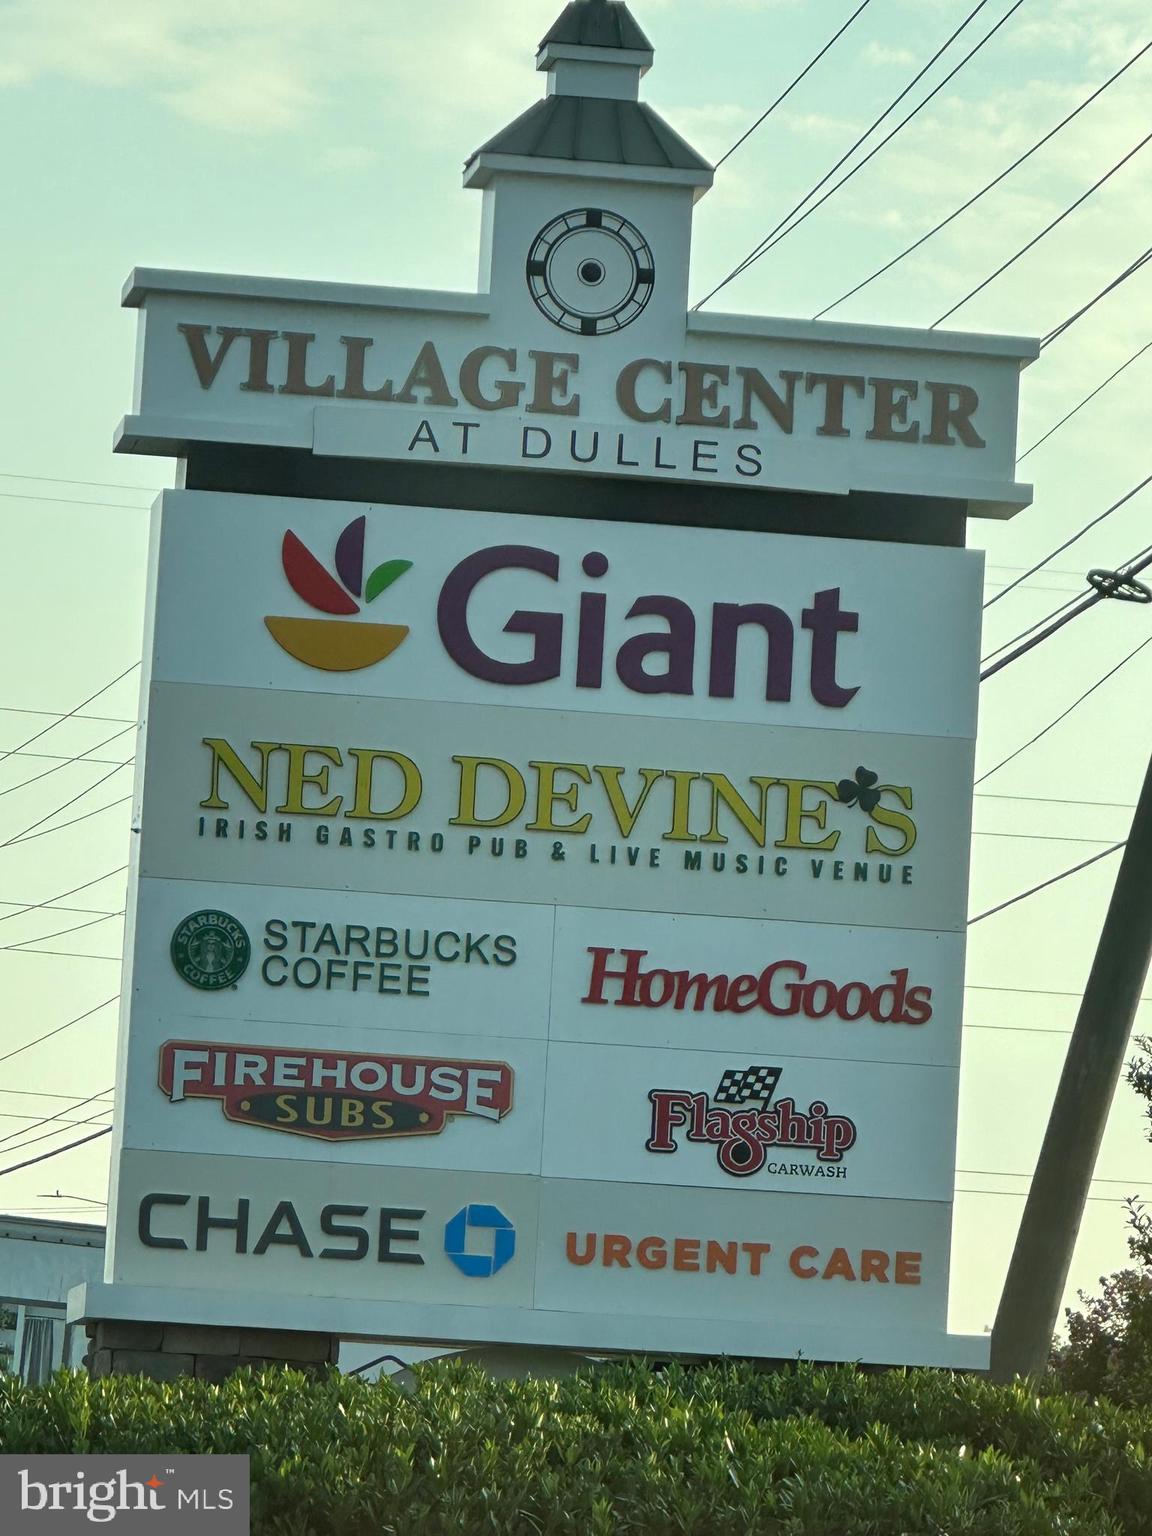 VILLAGE CENTER
AT DULLES
Giant
NED DEVINE'S
IRISH GASTRO PUB & LIVE MUSIC VENUE
STARBUCKS
COFFEE
STARBUCKS
COFFEE
HomeGoods
FIREHOUSE
SUBS
Flagship
CARWASH
CHASE
URGENT CARE
bright™ MLS